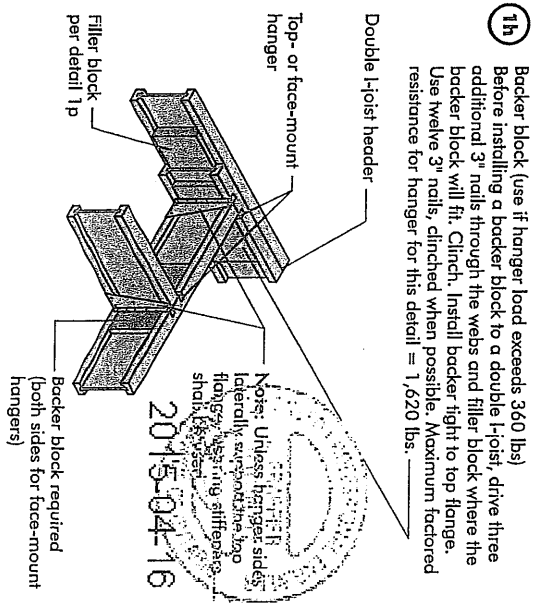 1h
Backer block (use if hanger load exceeds 360 lbs)
Before installing a backer block to a double I-joist, drive three
additional 3" nails through the webs and filler block where the
backer block will fit. Clinch. Install backer tight to top flange.
Use twelve 3" nails, clinched when possible. Maximum factored
resistance for hanger for this detail = 1,620 lbs.
Double I-joist header
Top- or face-mount
hanger
Filler block
per detail 1p
Note: Unless hanger sides
laterally support the top
flange, bearing stiffeners
shall be used.
2015-04-16
Backer block required
(both sides for face-mount
hangers)